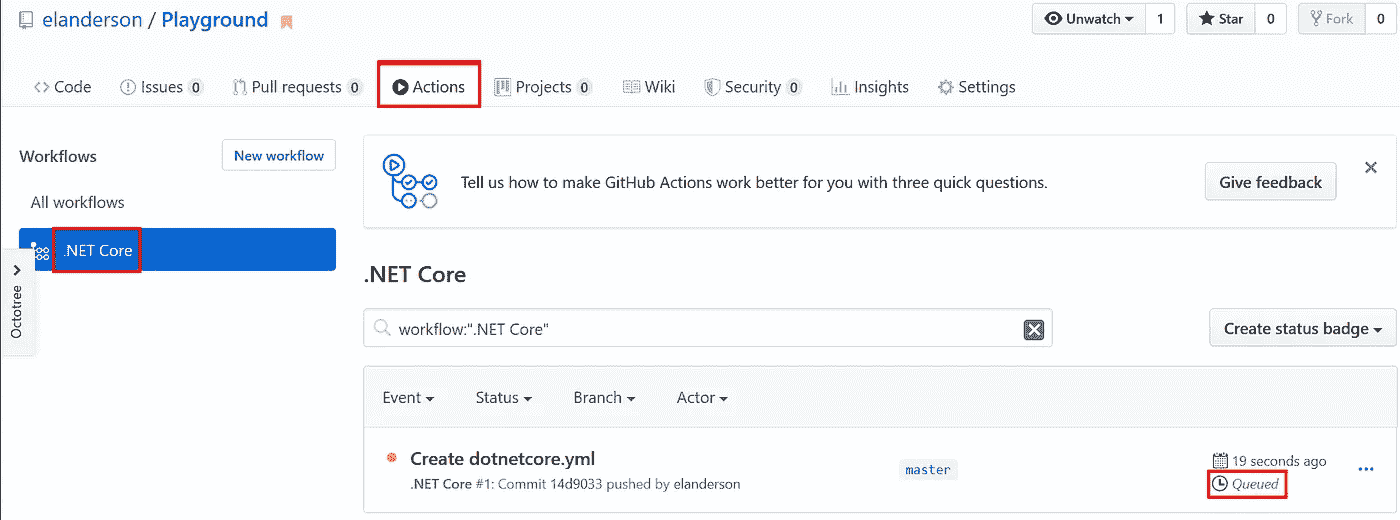 elanderson / Playground
Unwatch 1 Star 0 Fork 0
Code Issues 0 Pull requests 0 Actions Projects 0 Wiki Security 0 Insights Settings
Workflows New workflow
All workflows
.NET Core
Octotree
Tell us how to make GitHub Actions work better for you with three quick questions. Give feedback
.NET Core
workflow:".NET Core" Create status badge
Event Status Branch Actor
Create dotnetcore.yml
.NET Core #1: Commit 14d9033 pushed by elanderson
master
19 seconds ago
Queued